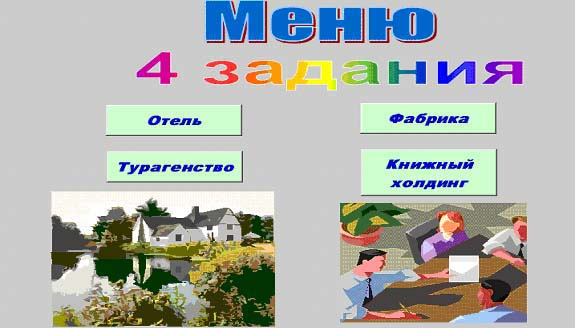 Меню
4 задания
Отель
Фабрика
Турагенство
Книжный
холдинг